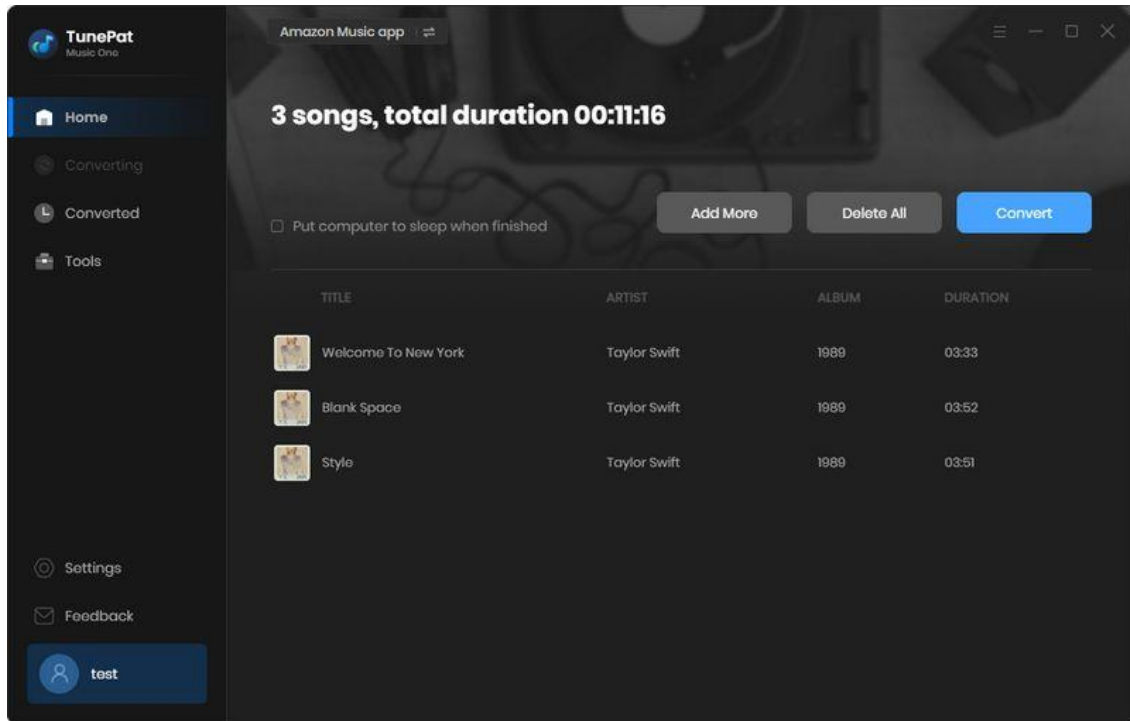 TunePat
Music One
Amazon Music app
Home
Converting
Converted
Tools
3 songs, total duration 00:11:16
Put computer to sleep when finished
Add More
Delete All
Convert
TITLE ARTIST ALBUM DURATION
Welcome To New York Taylor Swift 1989 03:33
Blank Space Taylor Swift 1989 03:52
Style Taylor Swift 1989 03:51
Settings
Feedback
test